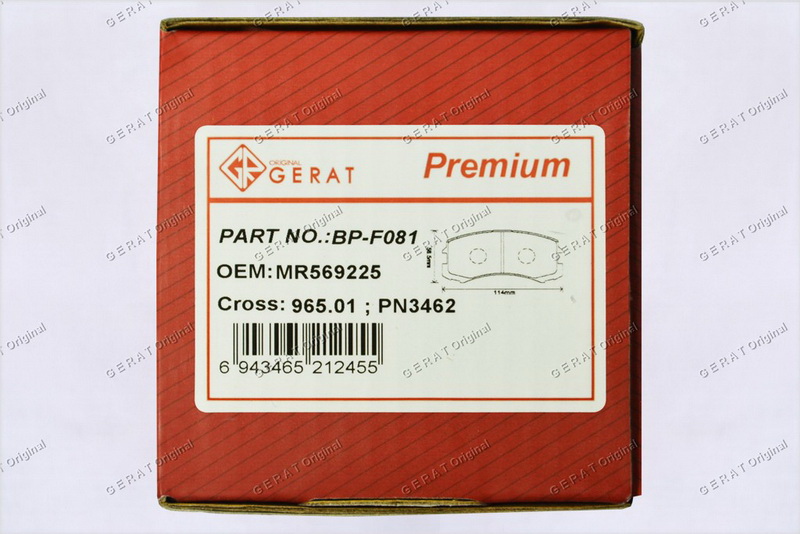 ORIGINAL
GERAT
Premium
PART NO.:BP-F081
OEM:MR569225
Cross: 965.01 ; PN3462
114mm
6 943465 212455
GERAT Original